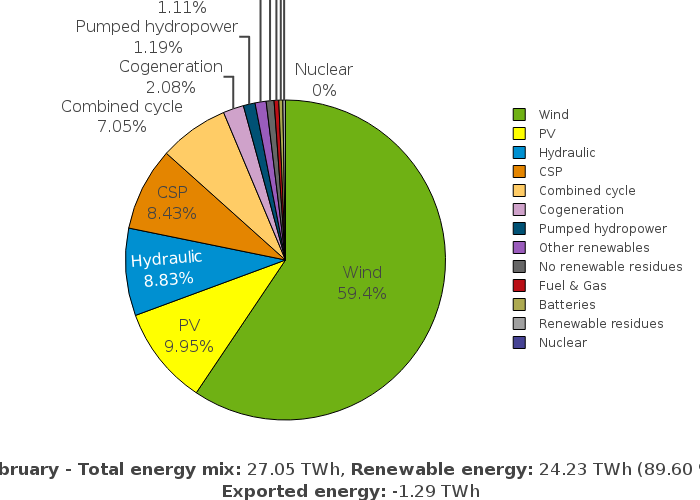 1.11%
Pumped hydropower
1.19%
Cogeneration
2.08%
Combined cycle
7.05%
Nuclear
0%
CSP
8.43%
Hydraulic
8.83%
PV
9.95%
Wind
59.4%
Wind
PV
Hydraulic
CSP
Combined cycle
Cogeneration
Pumped hydropower
Other renewables
No renewable residues
Fuel & Gas
Batteries
Renewable residues
Nuclear
bruary - Total energy mix: 27.05 TWh, Renewable energy: 24.23 TWh (89.60
Exported energy: -1.29 TWh